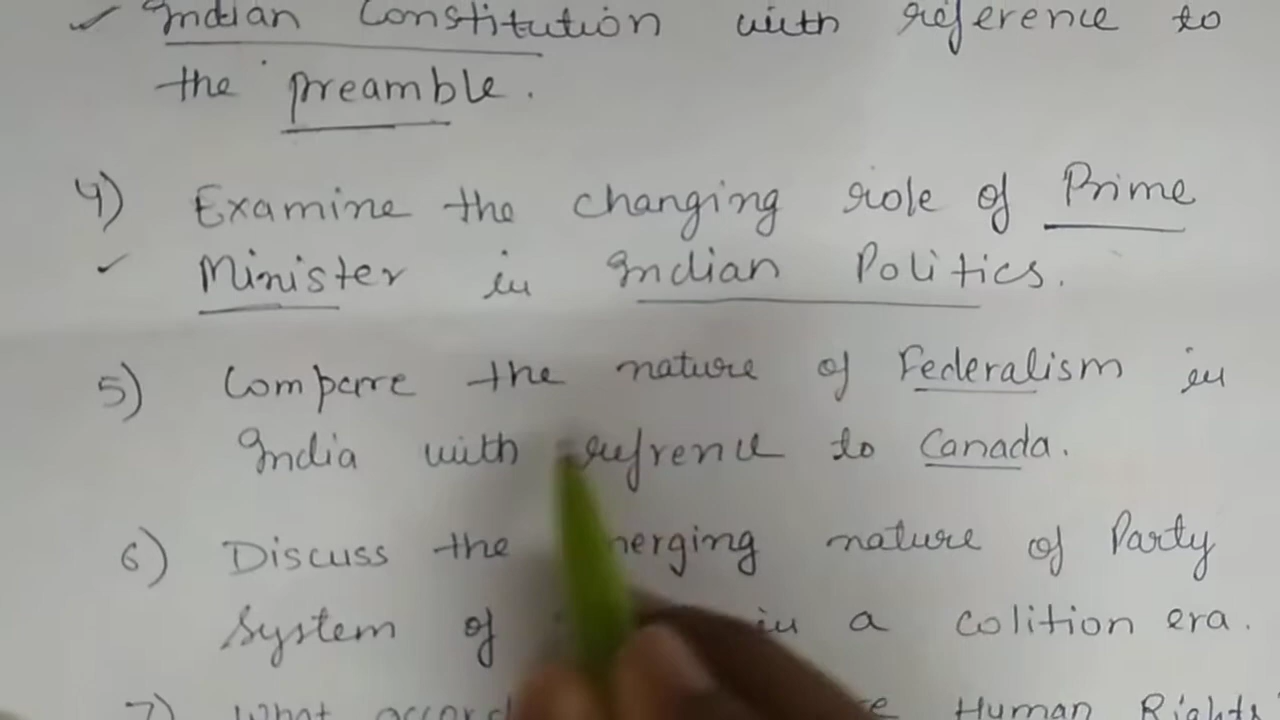 Indian Constitution with reference to
the preamble.
4) Examine the changing role of Prime
Minister in Indian Politics.
5) Compare the nature of Federalism in
India with refrence to Canada.
6) Discuss the nature of Party
System of in a colition era.
7) What Human Rights